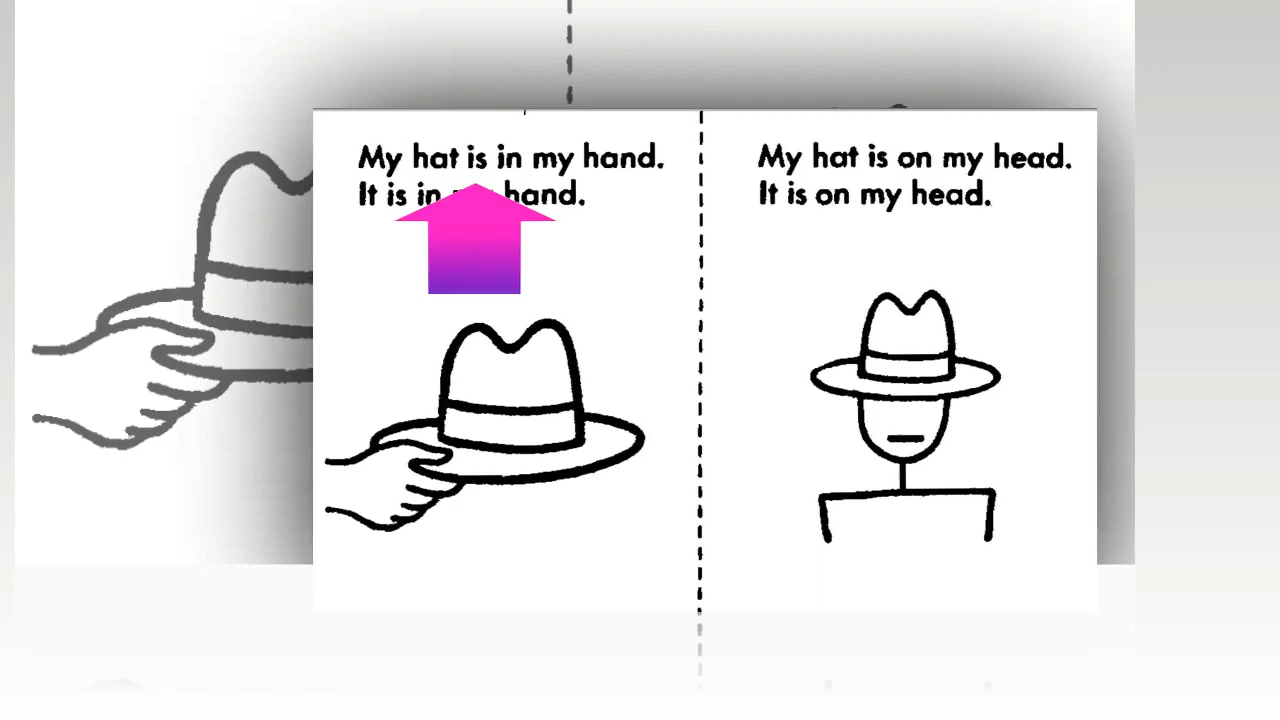 My hat is in my hand.
It is in hand.
My hat is on my head.
It is on my head.